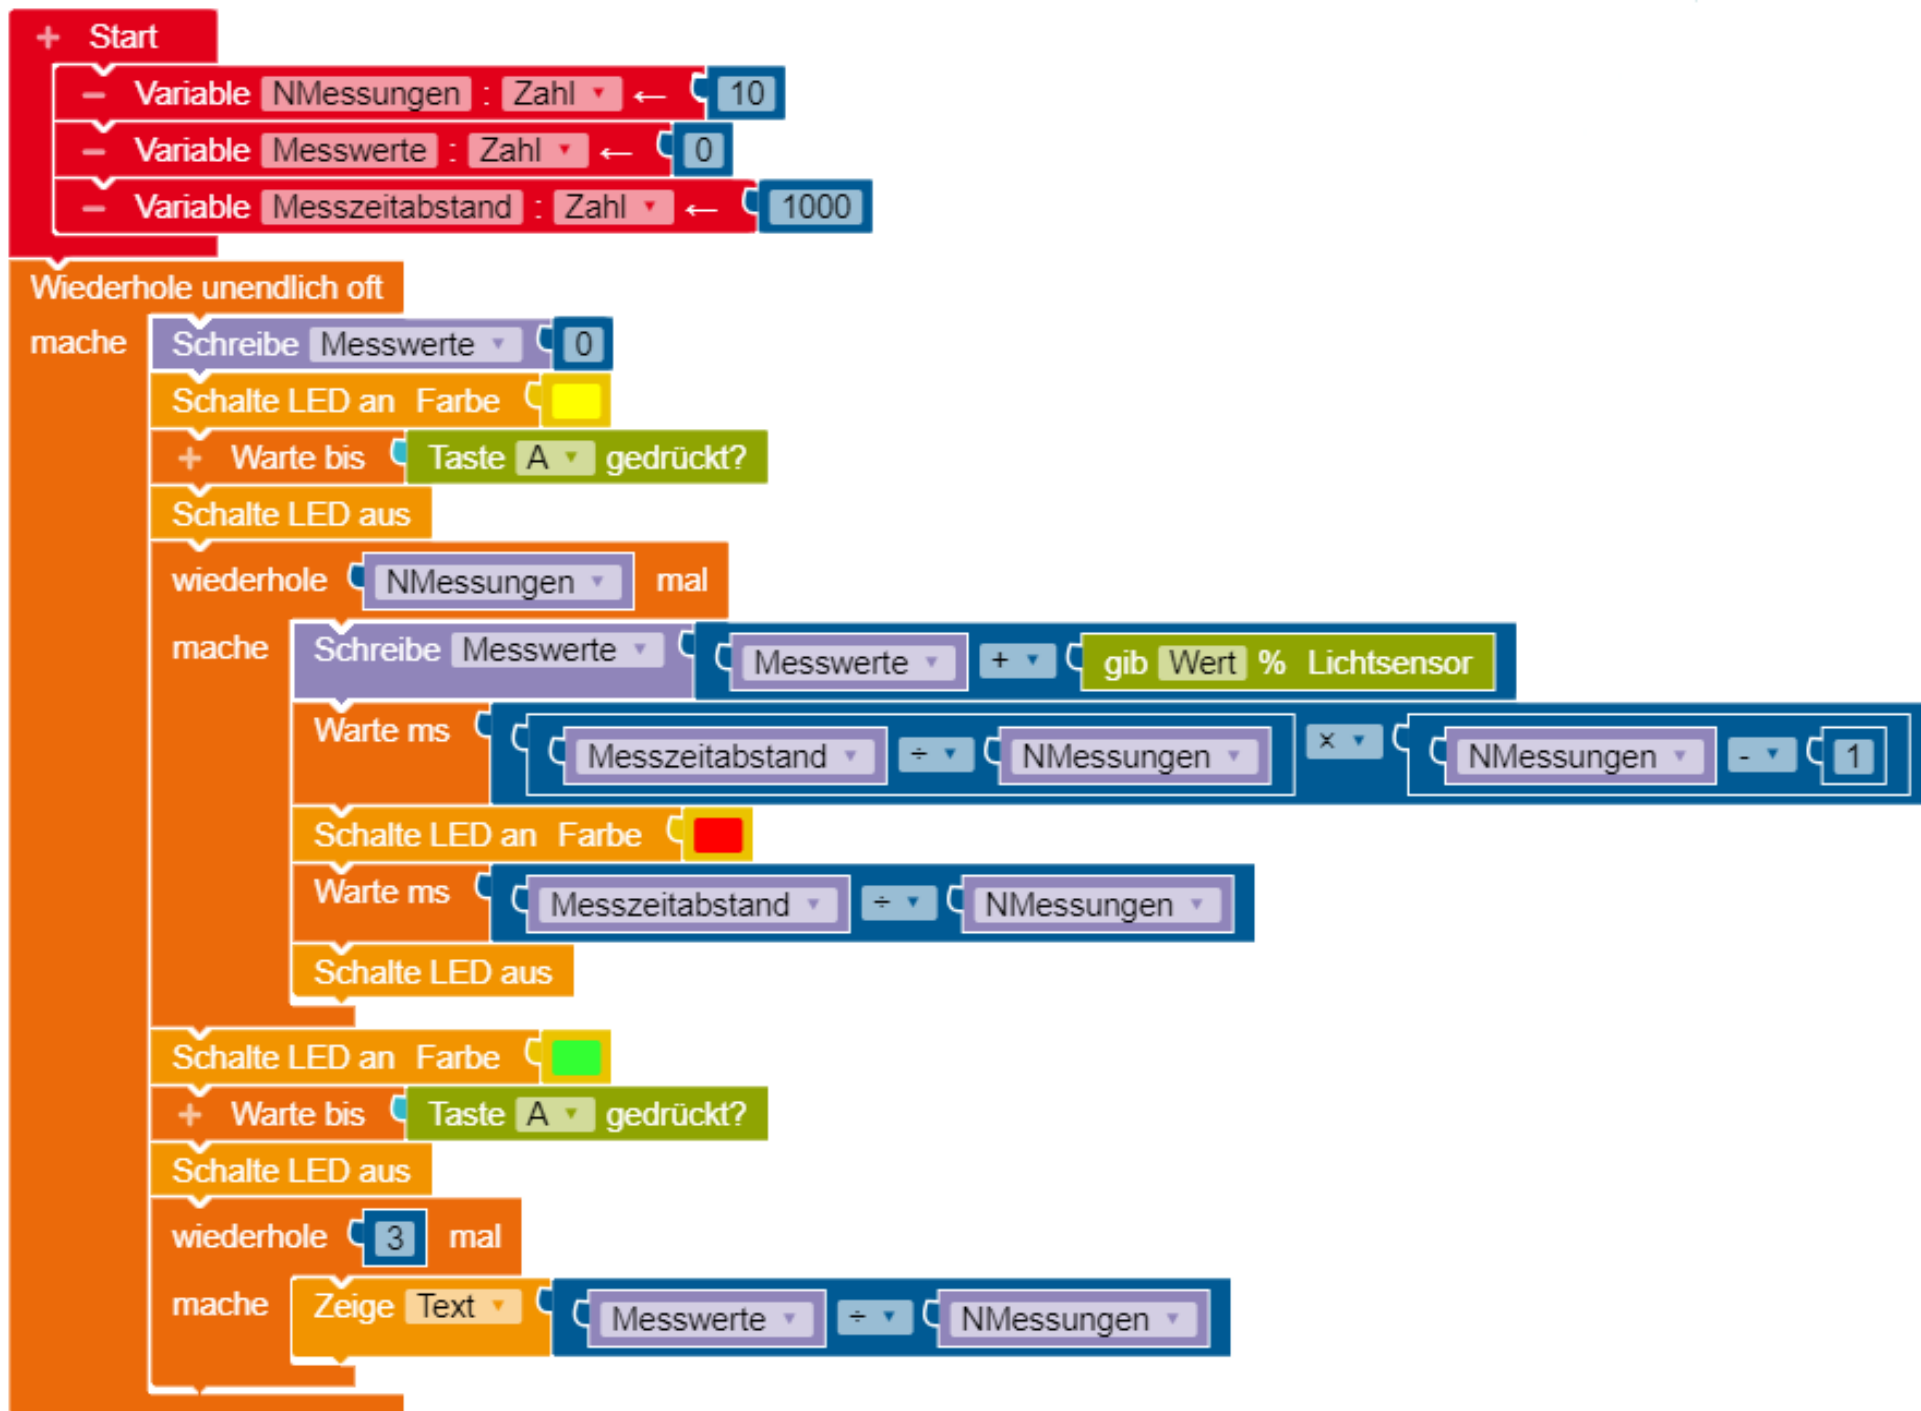 + Start
− Variable NMessungen : Zahl ← 10
− Variable Messwerte : Zahl ← 0
− Variable Messzeitabstand : Zahl ← 1000
Wiederhole unendlich oft
mache Schreibe Messwerte 0
Schalte LED an Farbe
+ Warte bis Taste A gedrückt?
Schalte LED aus
wiederhole NMessungen mal
mache Schreibe Messwerte Messwerte + gib Wert % Lichtsensor
Warte ms Messzeitabstand ÷ NMessungen × NMessungen - 1
Schalte LED an Farbe
Warte ms Messzeitabstand ÷ NMessungen
Schalte LED aus
Schalte LED an Farbe
+ Warte bis Taste A gedrückt?
Schalte LED aus
wiederhole 3 mal
mache Zeige Text Messwerte ÷ NMessungen